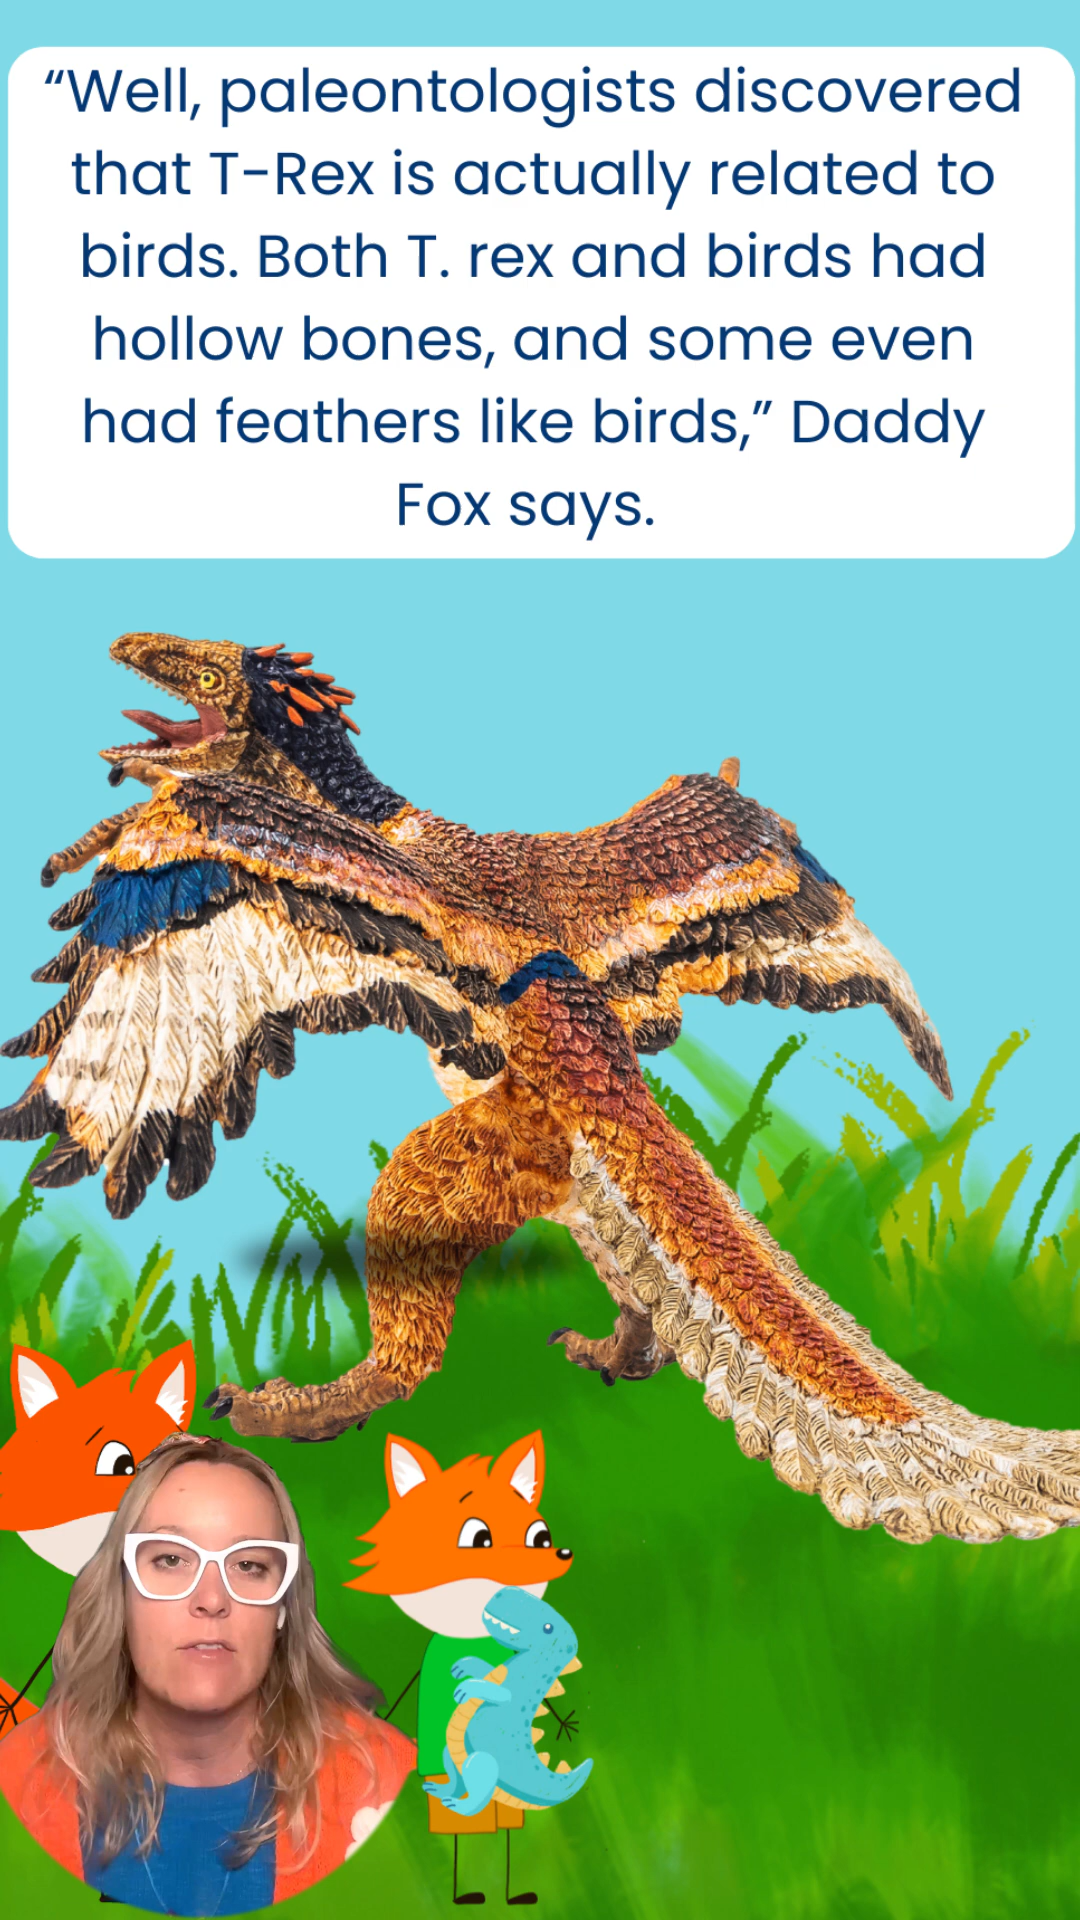 “Well, paleontologists discovered
that T-Rex is actually related to
birds. Both T. rex and birds had
hollow bones, and some even
had feathers like birds,” Daddy
Fox says.